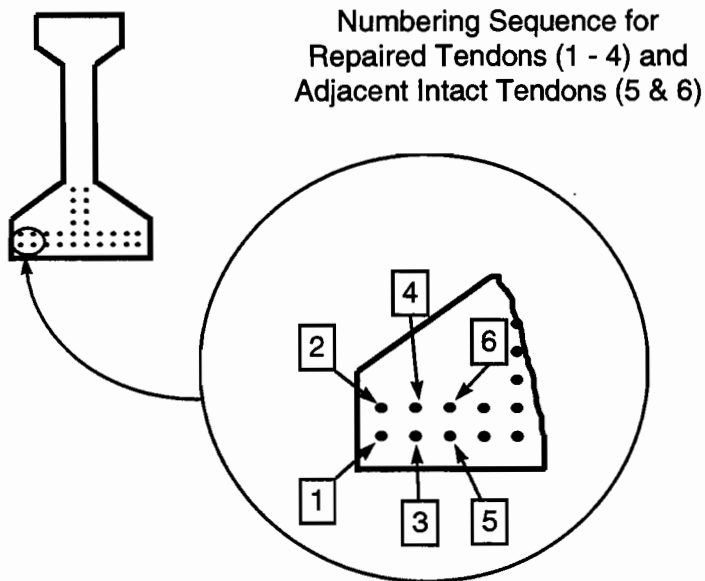 Numbering Sequence for
Repaired Tendons (1 - 4) and
Adjacent Intact Tendons (5 & 6)
4
2
6
1
3
5